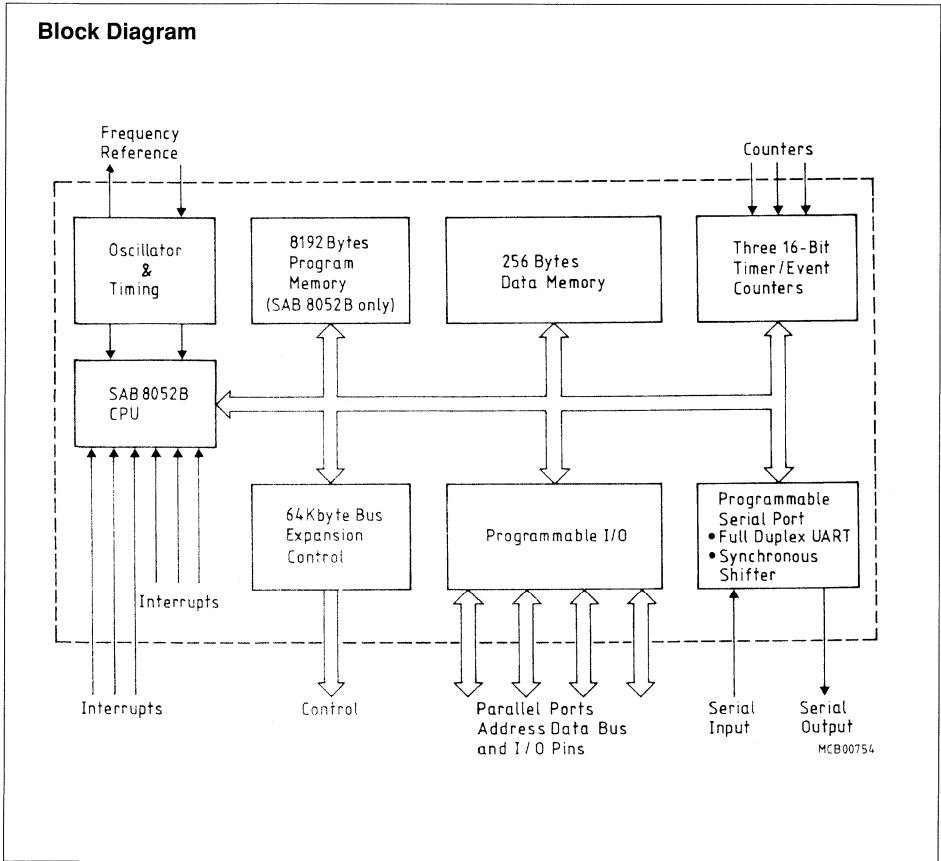 Block Diagram
Frequency
Reference
Counters
Oscillator
&
Timing
8192 Bytes
Program
Memory
(SAB 8052B only)
256 Bytes
Data Memory
Three 16-Bit
Timer/Event
Counters
SAB 8052B
CPU
64Kbyte Bus
Expansion
Control
Programmable I/O
Programmable
Serial Port
• Full Duplex UART
• Synchronous
Shifter
Interrupts
Interrupts
Control
Parallel Ports
Address Data Bus
and I/O Pins
Serial
Input
Serial
Output
MCB00754